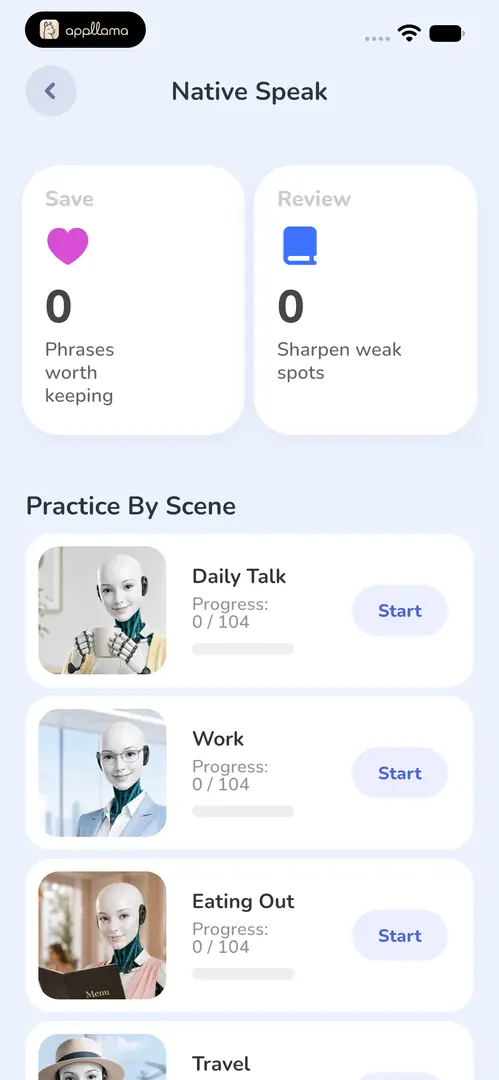 appllama
Native Speak
Save
0
Phrases
worth
keeping
Review
0
Sharpen weak
spots
Practice By Scene
Daily Talk
Progress:
0 / 104
Start
Work
Progress:
0 / 104
Start
Eating Out
Progress:
0 / 104
Start
Menu
Travel